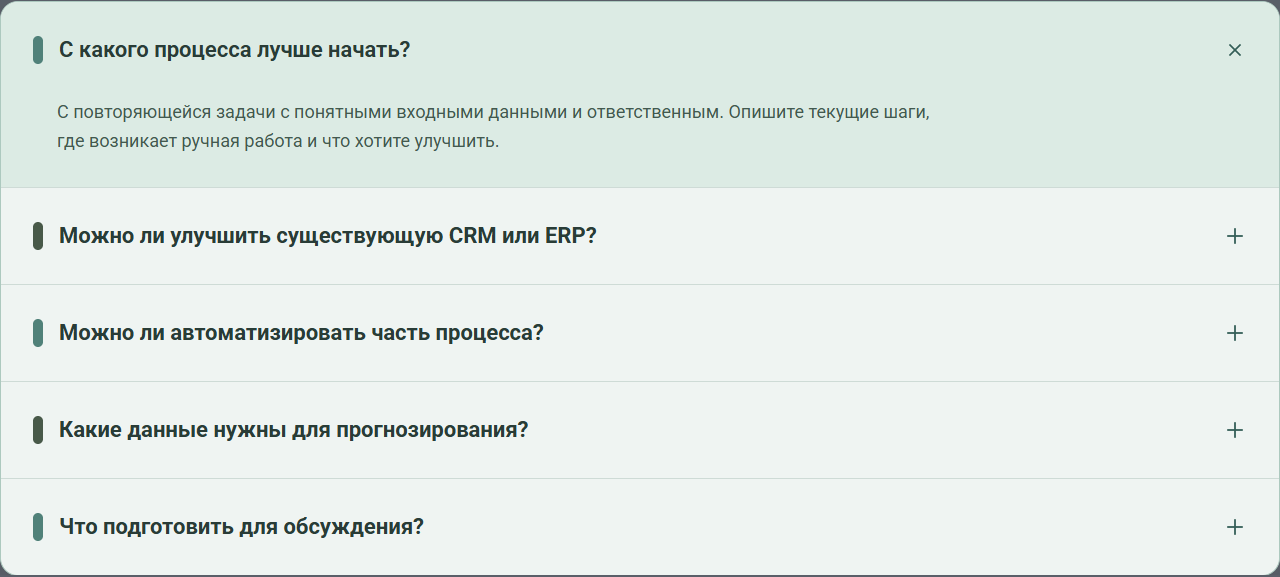 С какого процесса лучше начать?
С повторяющейся задачи с понятными входными данными и ответственным. Опишите текущие шаги,
где возникает ручная работа и что хотите улучшить.
Можно ли улучшить существующую CRM или ERP?
Можно ли автоматизировать часть процесса?
Какие данные нужны для прогнозирования?
Что подготовить для обсуждения?